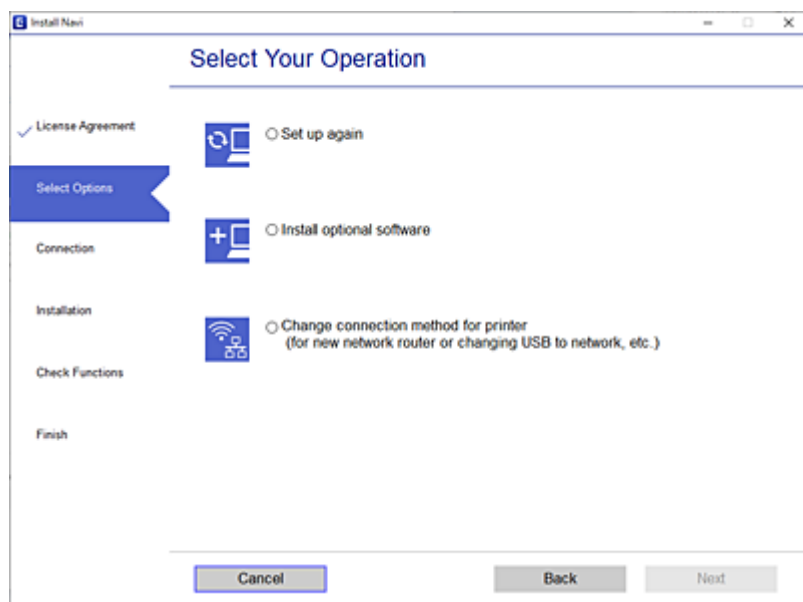 Install Navi
Select Your Operation
License Agreement
Select Options
Connection
Installation
Check Functions
Finish
Set up again
Install optional software
Change connection method for printer
(for new network router or changing USB to network, etc.)
Cancel
Back
Next